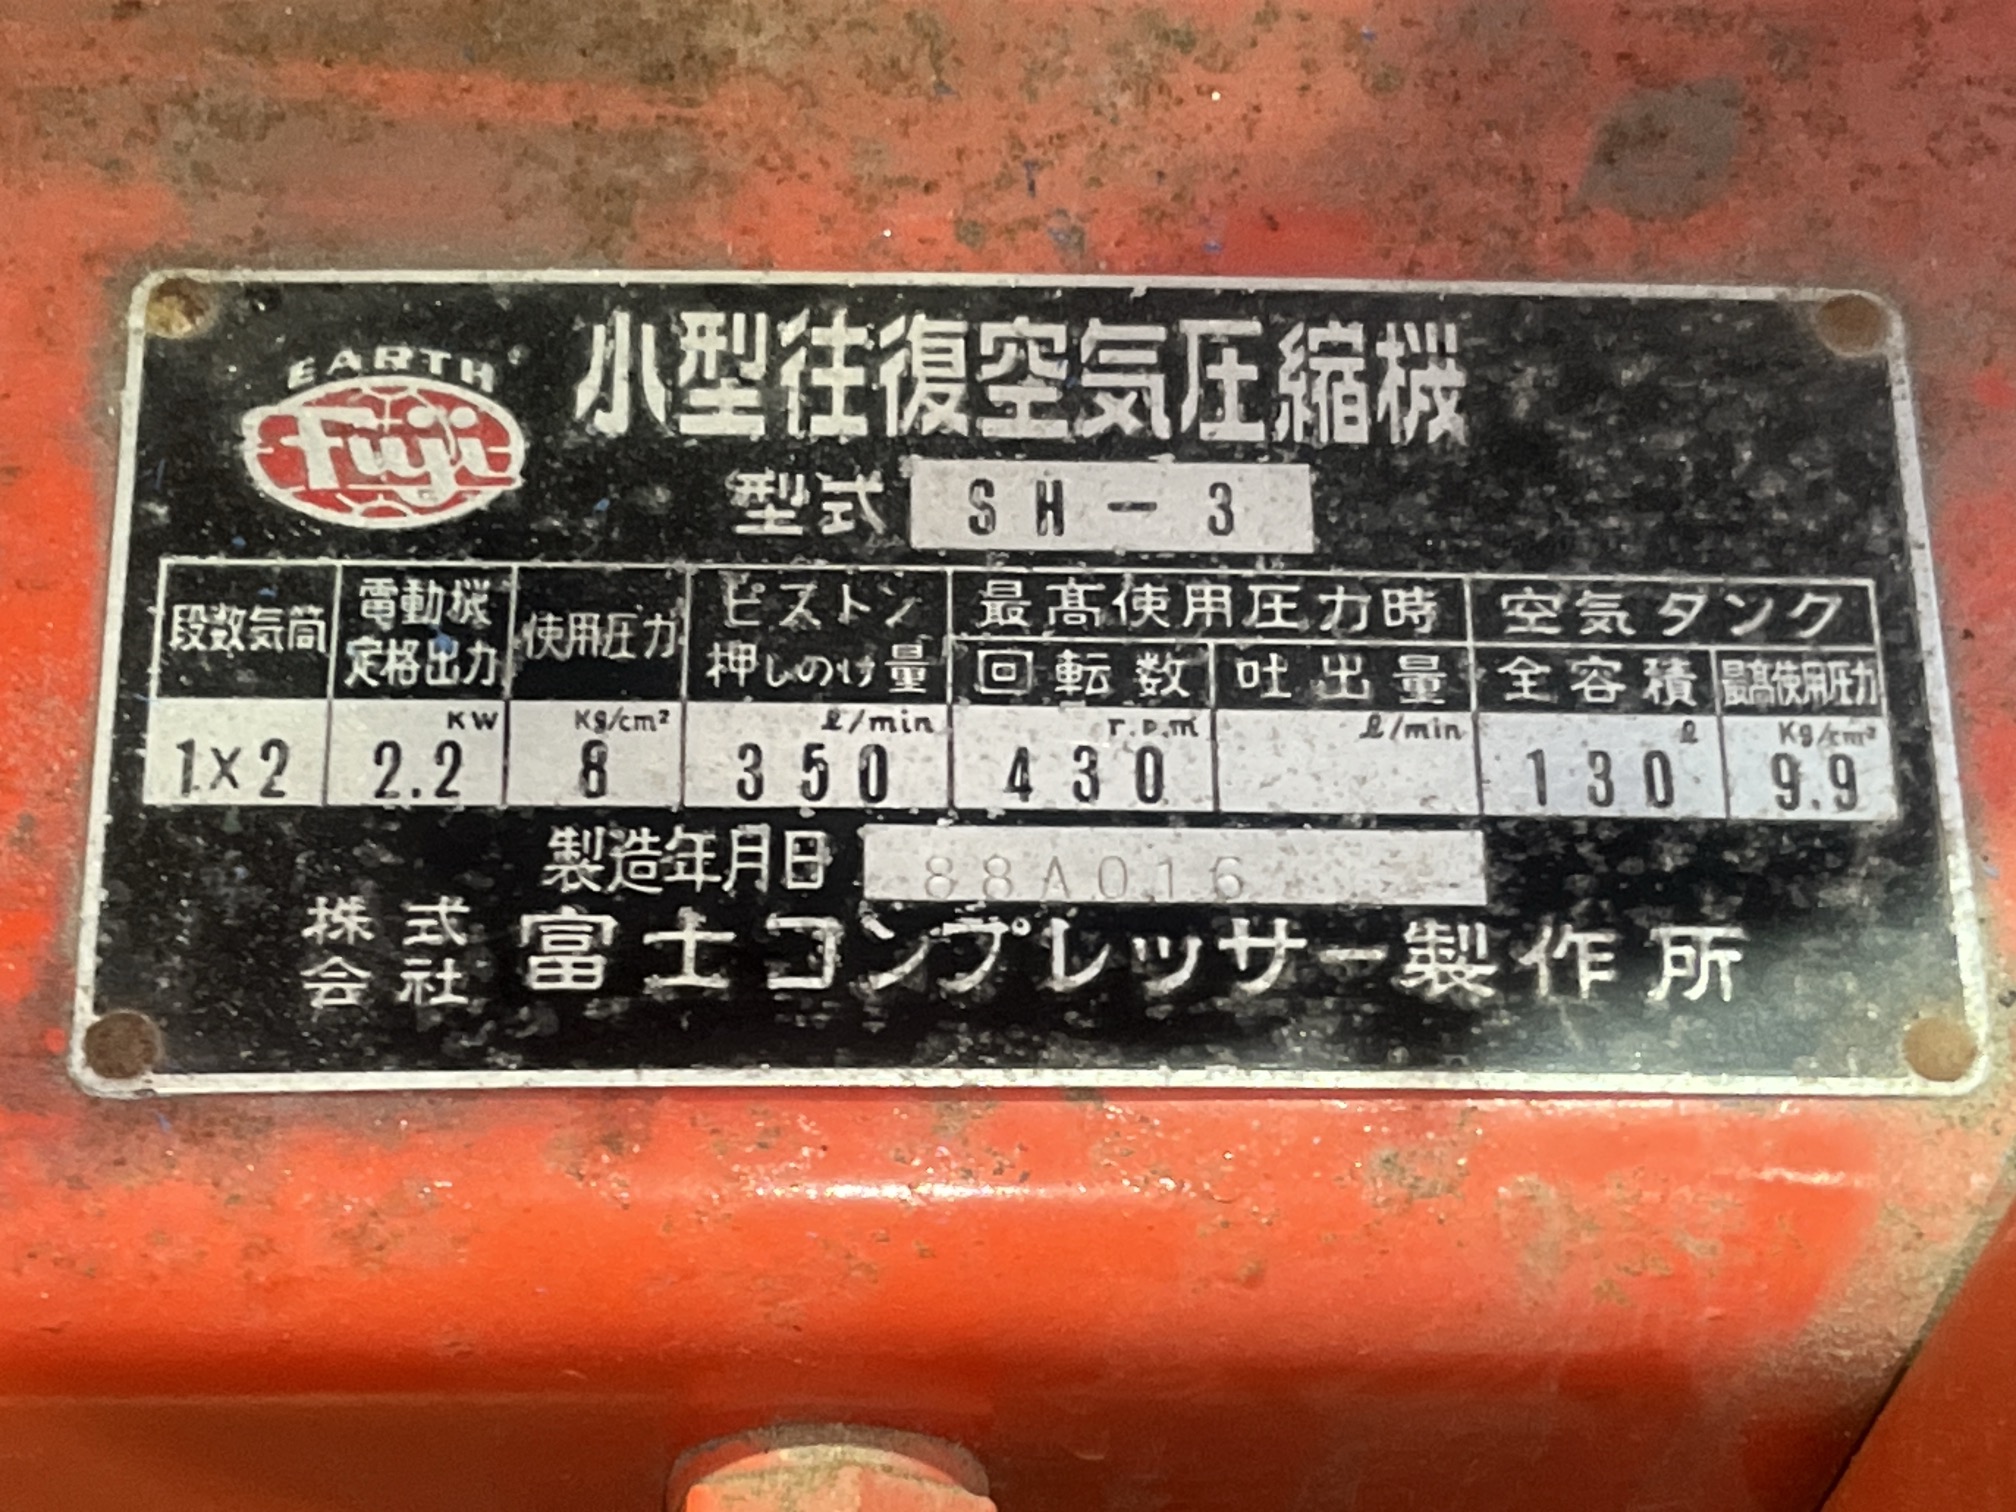 EARTH
Fuji
小型往復空気圧縮機
型式 SH-3
段数気筒 電動機定格出力 使用圧力 ピストン押しのけ量 最高使用圧力時 空気タンク
回転数 吐出量 全容積 最高使用圧力
KW Kg/cm² ℓ/min r.p.m ℓ/min ℓ Kg/cm²
1×2 2.2 8 350 430 130 9.9
製造年月日 88A016
株式会社 富士コンプレッサー製作所